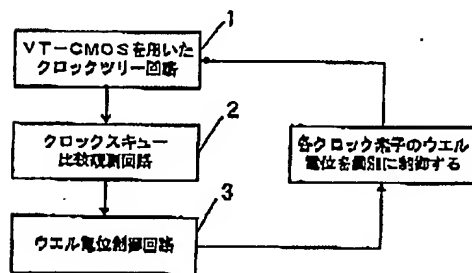 1
VT-CMOSを用いた
クロックツリー回路
2
クロックスキュー
比較観測回路
3
ウエル電位制御回路
各クロック素子のウエル
電位を個別に制御する